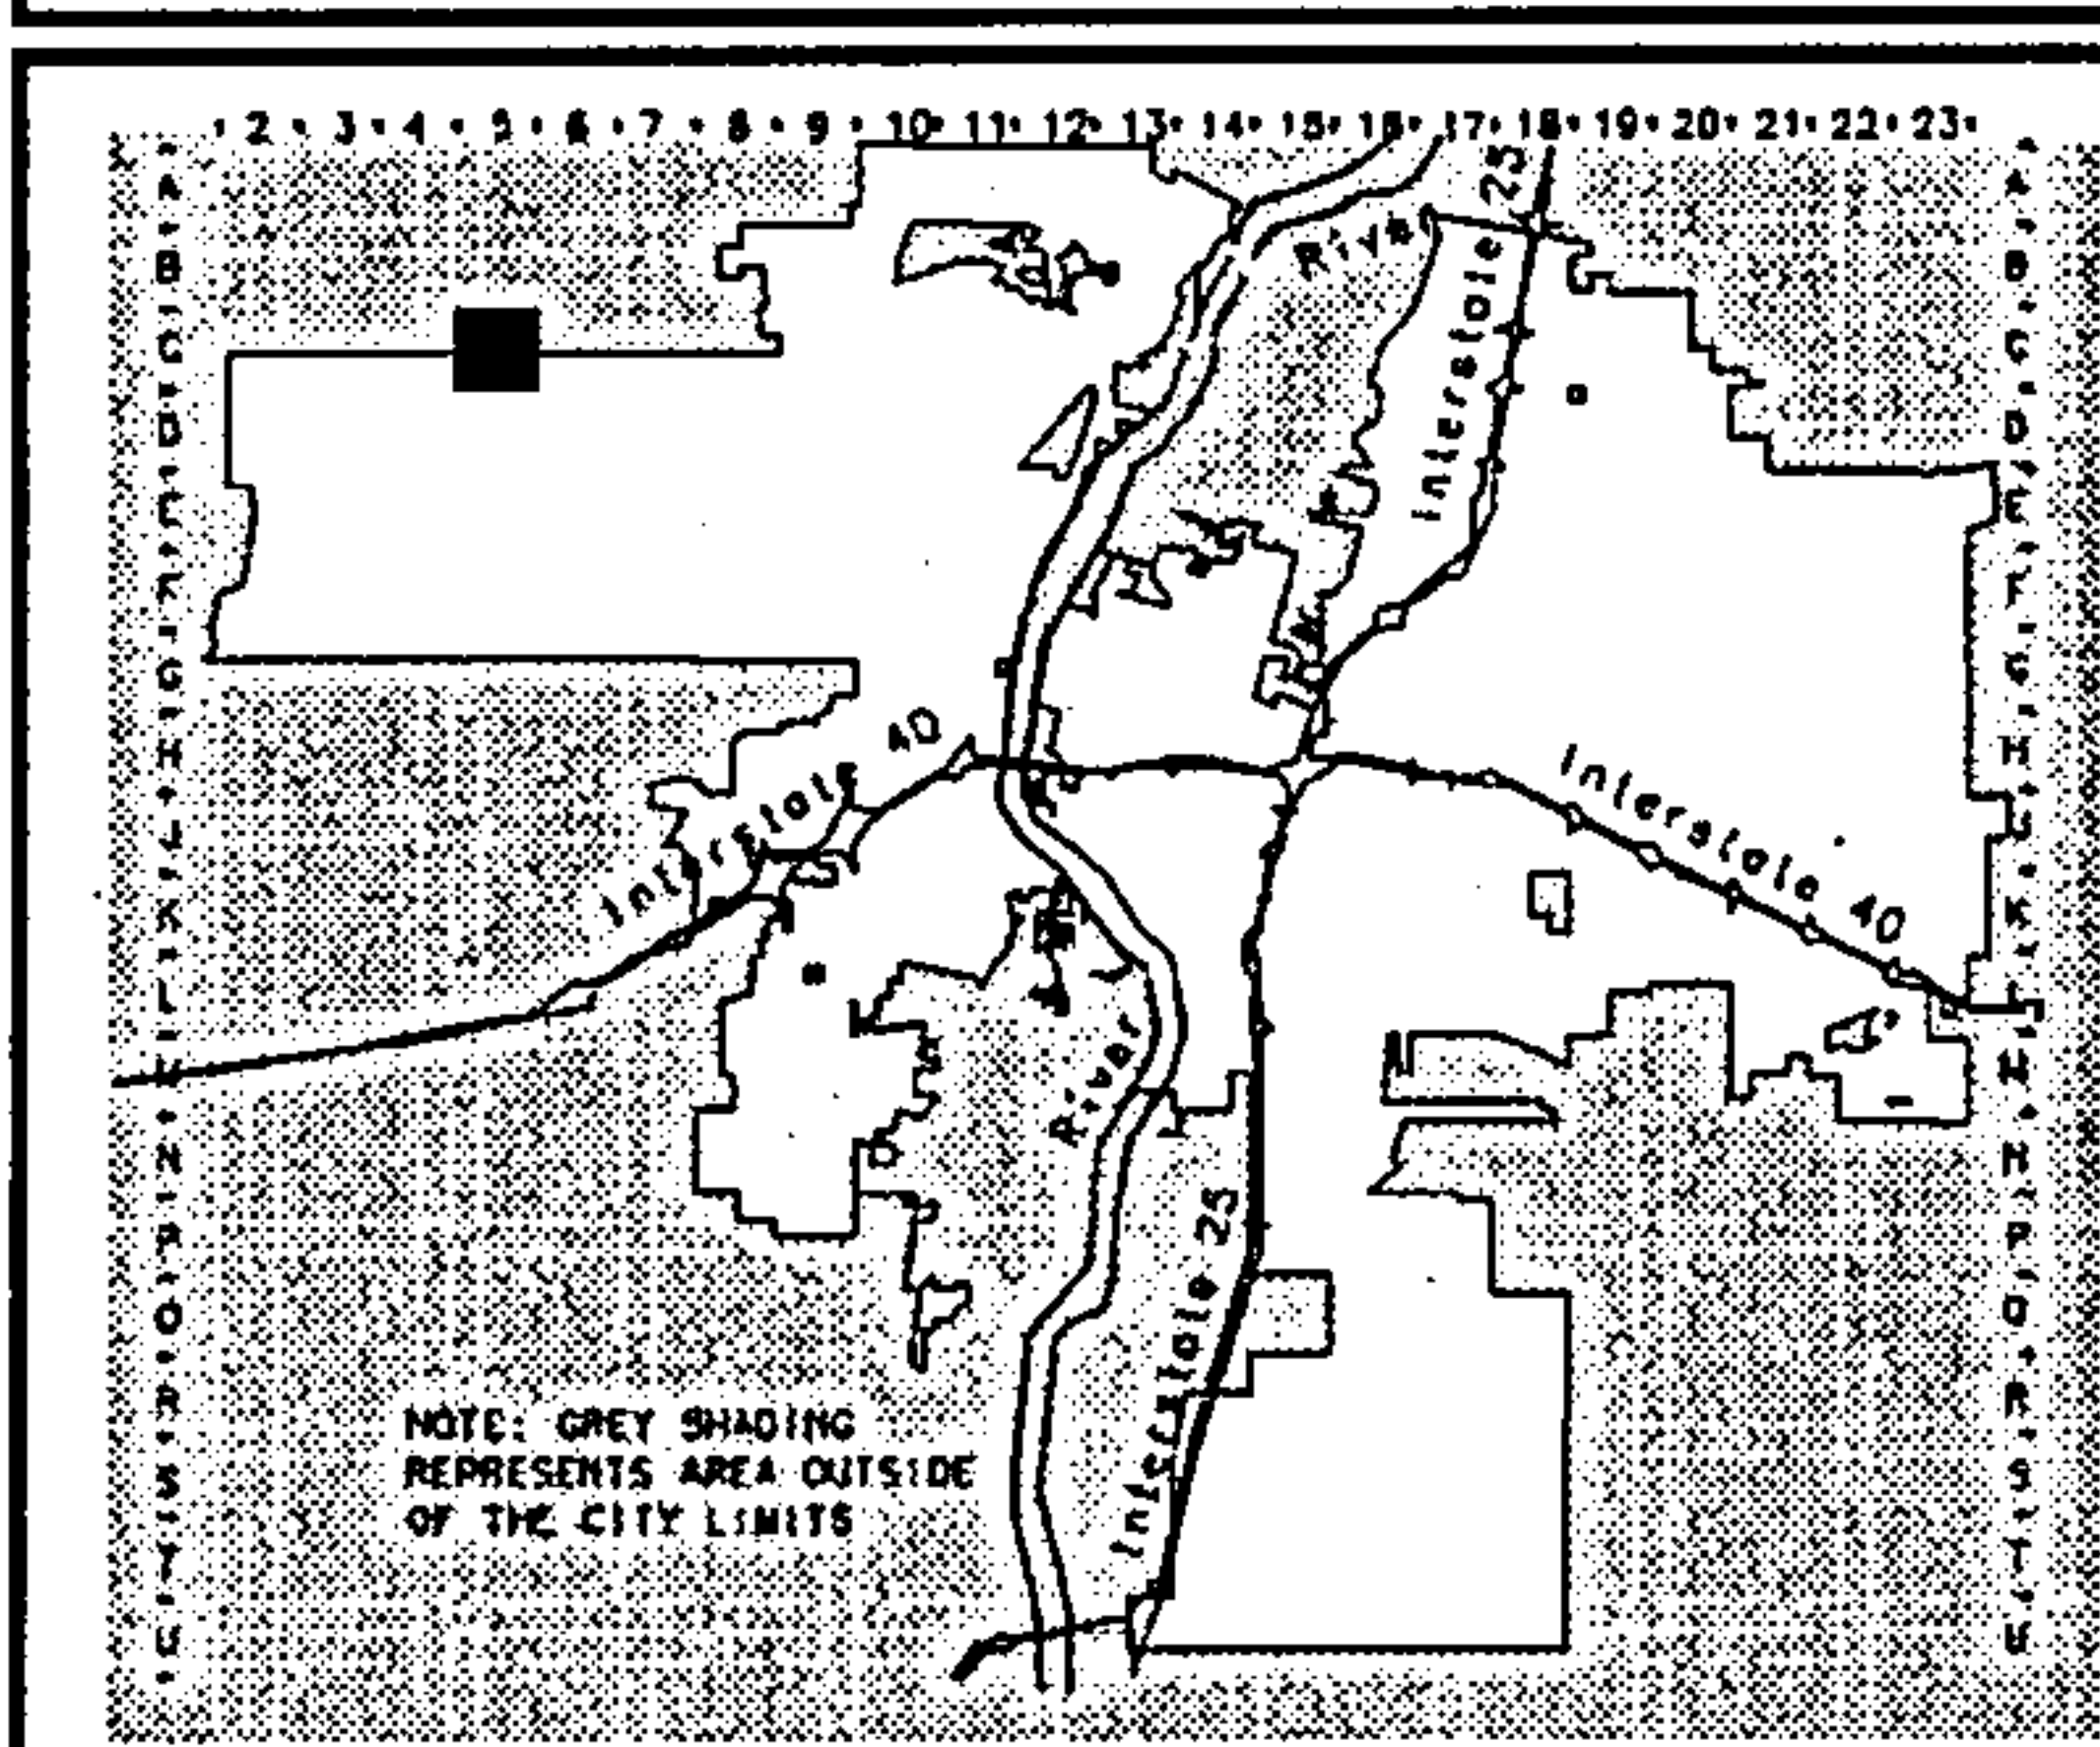 2 · 3 · 4 · 5 · 6 · 7 · 8 · 9 · 10 · 11 · 12 · 13 · 14 · 15 · 16 · 17 · 18 · 19 · 20 · 21 · 22 · 23 ·
A
B
C
D
E
F
G
H
J
K
L
M
N
P
Q
R
S
T
U
River
Interstate 25
Interstate 40
Interstate 40
River
Interstate 25
NOTE: GREY SHADING
REPRESENTS AREA OUTSIDE
OF THE CITY LIMITS
A
B
C
D
E
F
G
H
J
K
L
M
N
P
Q
R
S
T
U